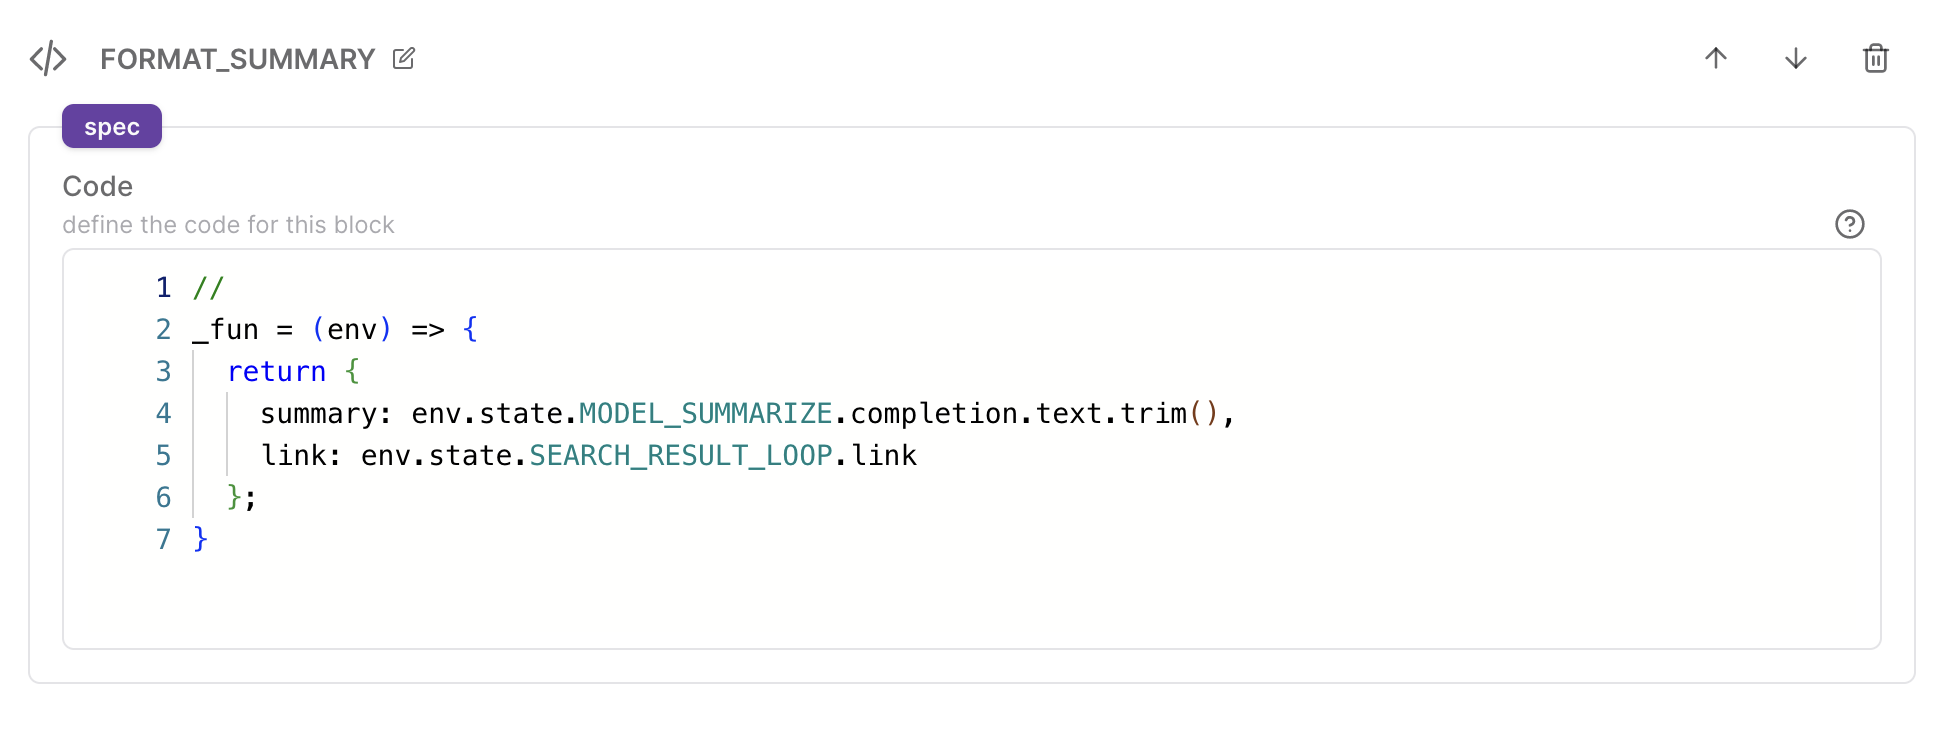 FORMAT_SUMMARY
spec
Code
define the code for this block
1 //
2 _fun = (env) => {
3   return {
4     summary: env.state.MODEL_SUMMARIZE.completion.text.trim(),
5     link: env.state.SEARCH_RESULT_LOOP.link
6   };
7 }